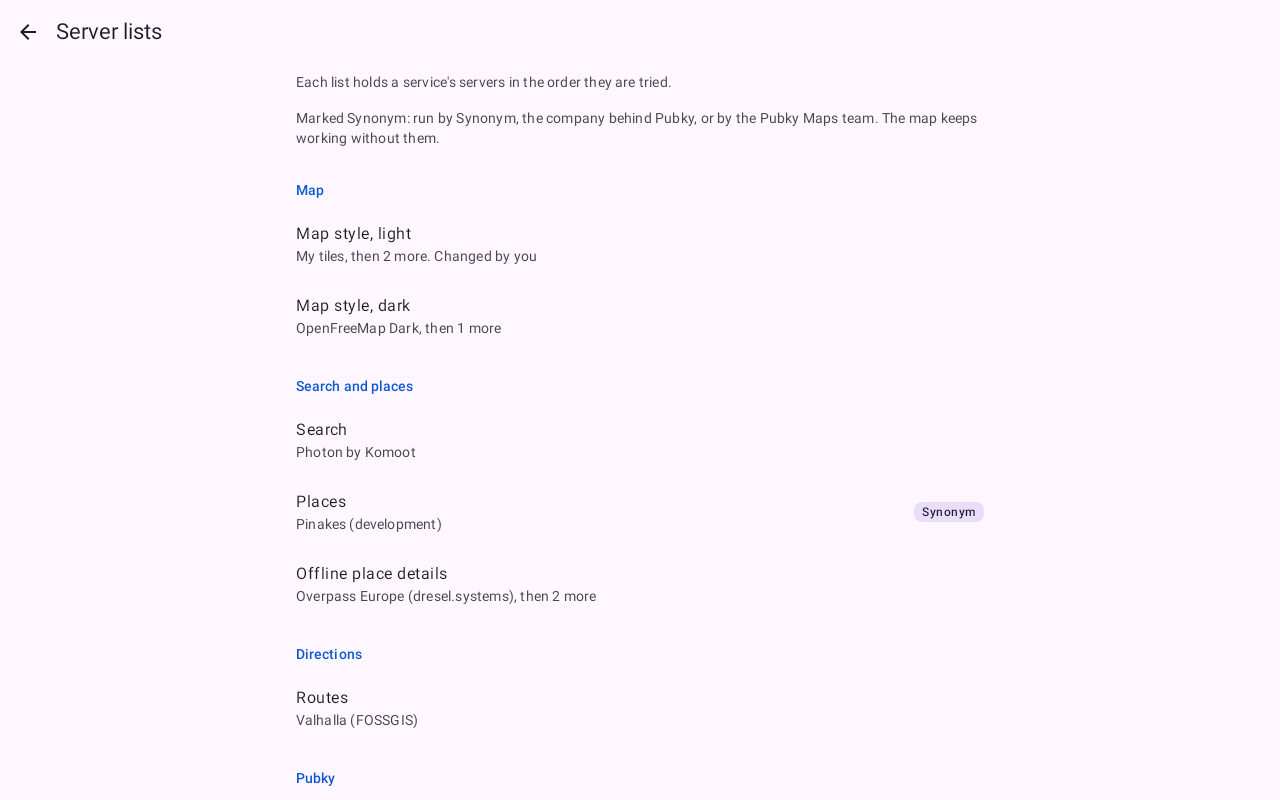 Server lists
Each list holds a service's servers in the order they are tried.
Marked Synonym: run by Synonym, the company behind Pubky, or by the Pubky Maps team. The map keeps
working without them.
Map
Map style, light
My tiles, then 2 more. Changed by you
Map style, dark
OpenFreeMap Dark, then 1 more
Search and places
Search
Photon by Komoot
Places
Pinakes (development)
Synonym
Offline place details
Overpass Europe (dresel.systems), then 2 more
Directions
Routes
Valhalla (FOSSGIS)
Pubky